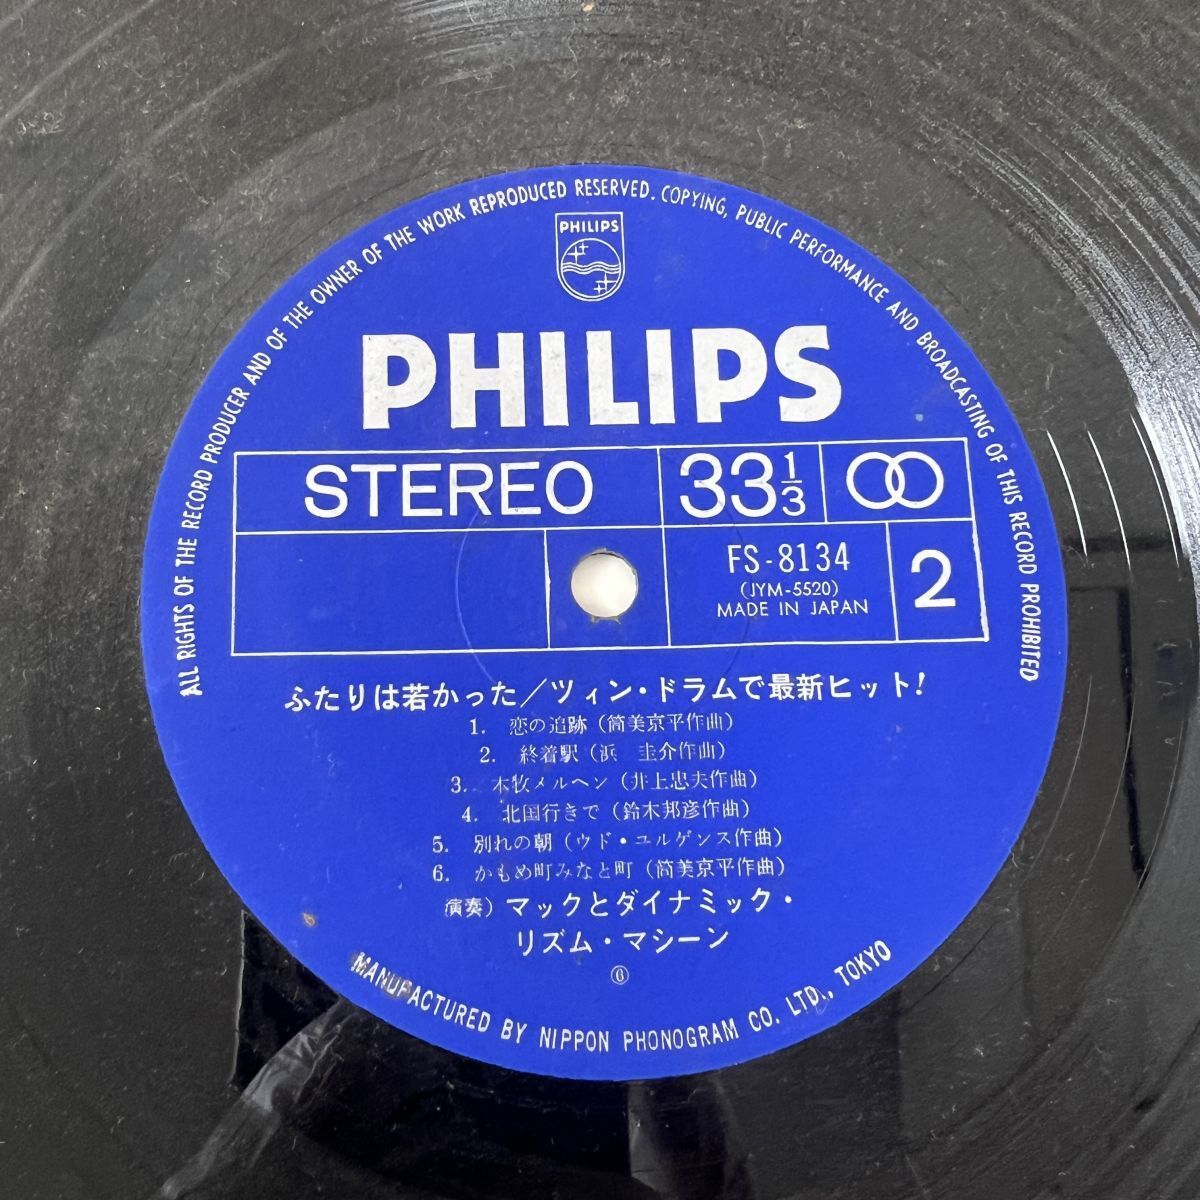 ALL RIGHTS OF THE RECORD PRODUCER AND OF THE OWNER OF THE WORK REPRODUCED RESERVED. COPYING, PUBLIC PERFORMANCE AND BROADCASTING OF THIS RECORD PROHIBITED
PHILIPS
PHILIPS
STEREO 33 1/3
FS-8134
(JYM-5520)
MADE IN JAPAN
2
ふたりは若かった／ツィン・ドラムで最新ヒット！
1. 恋の追跡（筒美京平作曲）
2. 終着駅（浜 圭介作曲）
3. 本牧メルヘン（井上忠夫作曲）
4. 北国行きで（鈴木邦彦作曲）
5. 別れの朝（ウド・ユルゲンス作曲）
6. かもめ町みなと町（筒美京平作曲）
演奏）マックとダイナミック・
リズム・マシーン
⑥
MANUFACTURED BY NIPPON PHONOGRAM CO. LTD., TOKYO